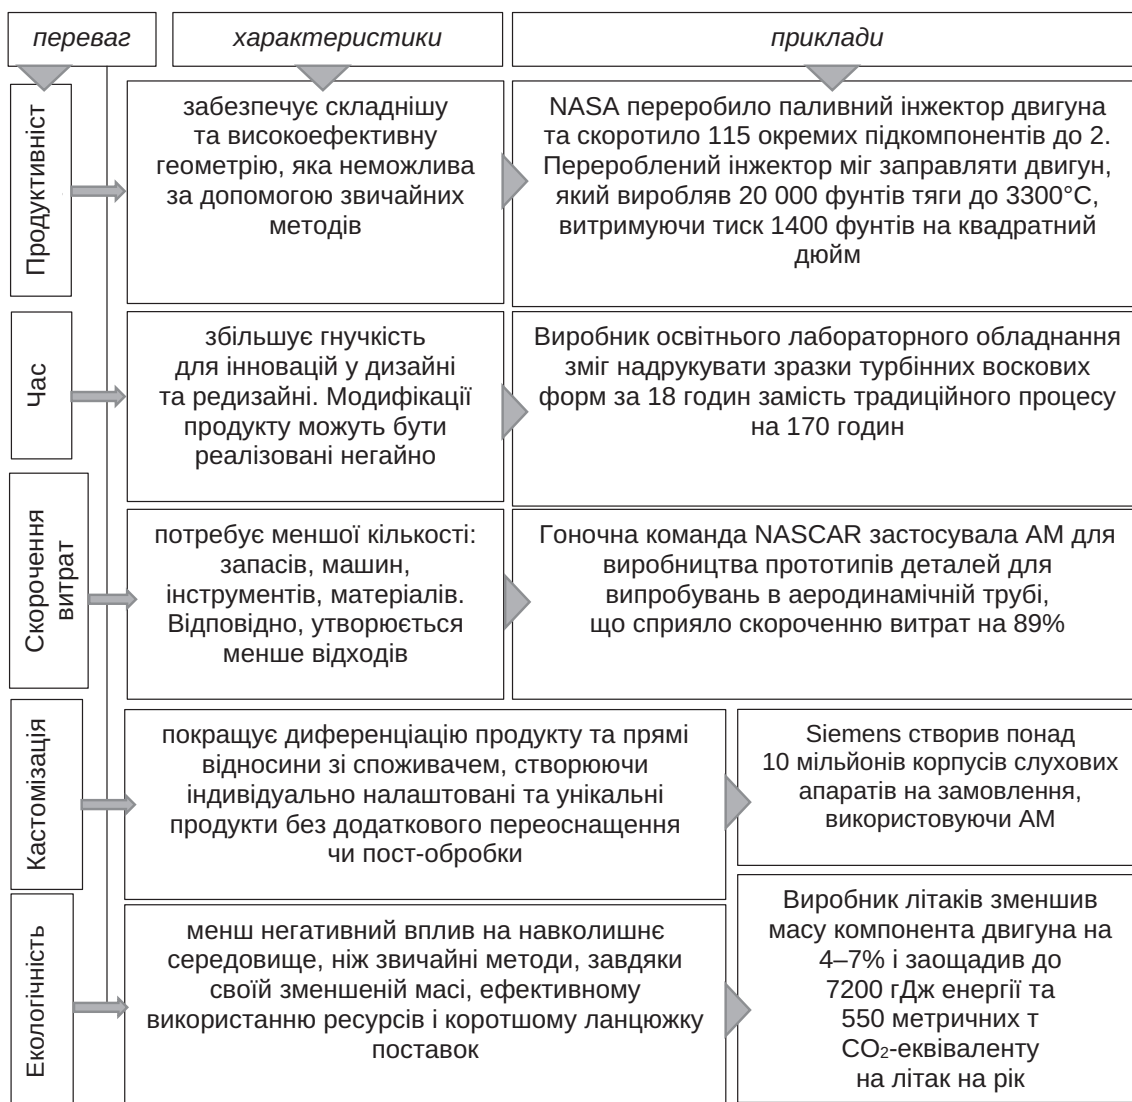 переваг
характеристики
приклади
Продуктивніст
забезпечує складнішу
та високоефективну
геометрію, яка неможлива
за допомогою звичайних
методів
NASA переробило паливний інжектор двигуна
та скоротило 115 окремих підкомпонентів до 2.
Перероблений інжектор міг заправляти двигун,
який виробляв 20 000 фунтів тяги до 3300°C,
витримуючи тиск 1400 фунтів на квадратний
дюйм
Час
збільшує гнучкість
для інновацій у дизайні
та редизайні. Модифікації
продукту можуть бути
реалізовані негайно
Виробник освітнього лабораторного обладнання
зміг надрукувати зразки турбінних воскових
форм за 18 годин замість традиційного процесу
на 170 годин
Скорочення
витрат
потребує меншої кількості:
запасів, машин,
інструментів, матеріалів.
Відповідно, утворюється
менше відходів
Гоночна команда NASCAR застосувала АМ для
виробництва прототипів деталей для
випробувань в аеродинамічній трубі,
що сприяло скороченню витрат на 89%
Кастомізація
покращує диференціацію продукту та прямі
відносини зі споживачем, створюючи
індивідуально налаштовані та унікальні
продукти без додаткового переоснащення
чи пост-обробки
Siemens створив понад
10 мільйонів корпусів слухових
апаратів на замовлення,
використовуючи АМ
Екологічність
менш негативний вплив на навколишнє
середовище, ніж звичайні методи, завдяки
своїй зменшеній масі, ефективному
використанню ресурсів і коротшому ланцюжку
поставок
Виробник літаків зменшив
масу компонента двигуна на
4–7% і заощадив до
7200 гДж енергії та
550 метричних т
CO₂-еквіваленту
на літак на рік